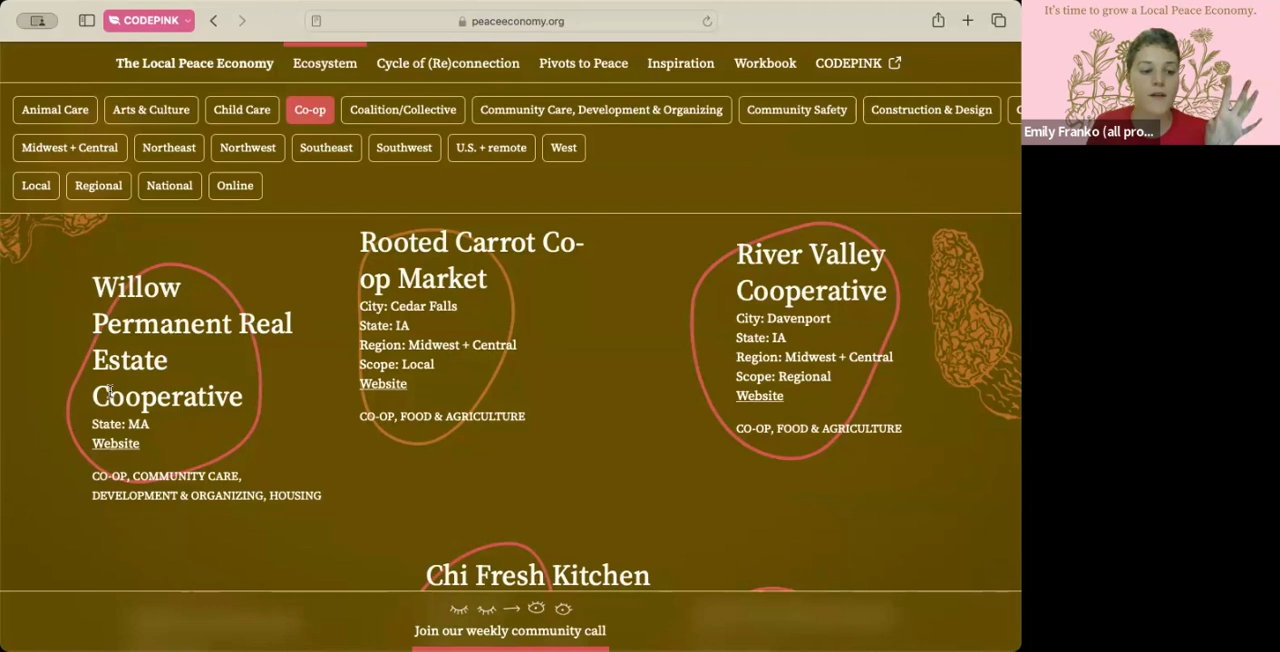 CODEPINK
peaceeconomy.org
It's time to grow a Local Peace Economy.
The Local Peace Economy Ecosystem Cycle of (Re)connection Pivots to Peace Inspiration Workbook CODEPINK
Animal Care Arts & Culture Child Care Co-op Coalition/Collective Community Care, Development & Organizing Community Safety Construction & Design
Emily Franko (all pro...
Midwest + Central Northeast Northwest Southeast Southwest U.S. + remote West
Local Regional National Online
Willow
Permanent Real
Estate
Cooperative
State: MA
Website
CO-OP, COMMUNITY CARE,
DEVELOPMENT & ORGANIZING, HOUSING
Rooted Carrot Co-
op Market
City: Cedar Falls
State: IA
Region: Midwest + Central
Scope: Local
Website
CO-OP, FOOD & AGRICULTURE
River Valley
Cooperative
City: Davenport
State: IA
Region: Midwest + Central
Scope: Regional
Website
CO-OP, FOOD & AGRICULTURE
Chi Fresh Kitchen
Join our weekly community call